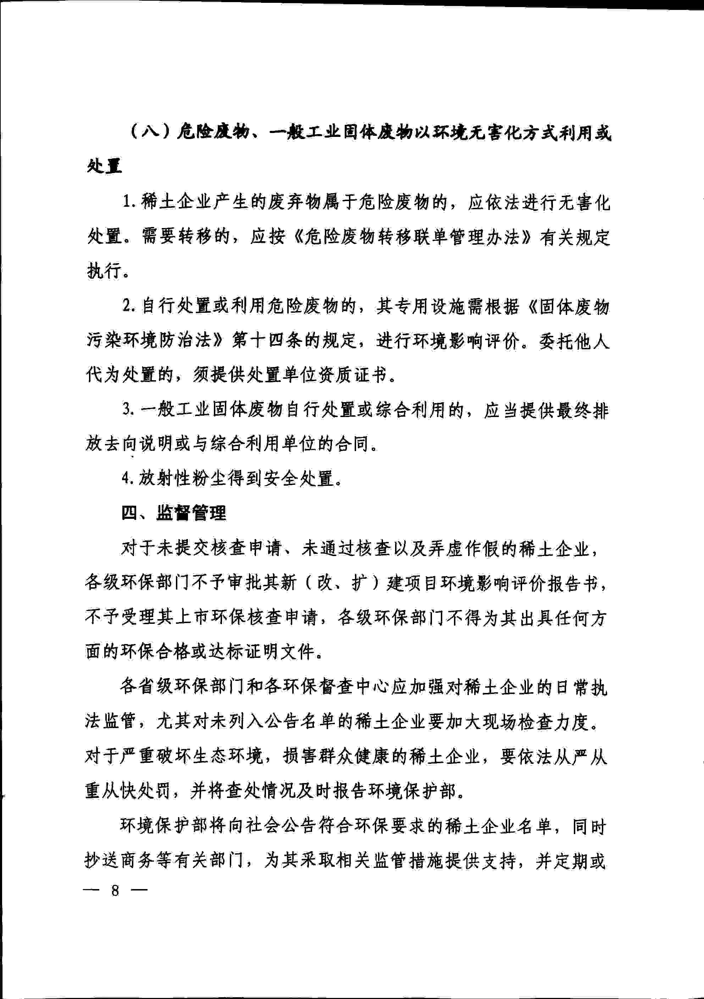 （八）危险废物、一般工业固体废物以环境无害化方式利用或
处置
1. 稀土企业产生的废弃物属于危险废物的，应依法进行无害化
处置。需要转移的，应按《危险废物转移联单管理办法》有关规定
执行。
2. 自行处置或利用危险废物的，其专用设施需根据《固体废物
污染环境防治法》第十四条的规定，进行环境影响评价。委托他人
代为处置的，须提供处置单位资质证书。
3. 一般工业固体废物自行处置或综合利用的，应当提供最终排
放去向说明或与综合利用单位的合同。
4. 放射性粉尘得到安全处置。
四、监督管理
对于未提交核查申请、未通过核查以及弄虚作假的稀土企业，
各级环保部门不予审批其新（改、扩）建项目环境影响评价报告书，
不予受理其上市环保核查申请，各级环保部门不得为其出具任何方
面的环保合格或达标证明文件。
各省级环保部门和各环保督查中心应加强对稀土企业的日常执
法监管，尤其对未列入公告名单的稀土企业要加大现场检查力度。
对于严重破坏生态环境，损害群众健康的稀土企业，要依法从严从
重从快处罚，并将查处情况及时报告环境保护部。
环境保护部将向社会公告符合环保要求的稀土企业名单，同时
抄送商务等有关部门，为其采取相关监管措施提供支持，并定期或
— 8 —